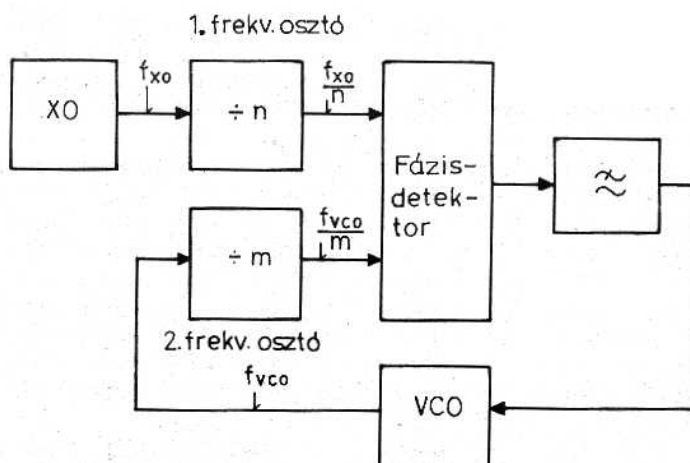 1. frekv. osztó
XO
f_xo
÷ n
f_xo
n
Fázis-
detek-
tor
÷ m
f_vco
m
2. frekv. osztó
f_vco
VCO